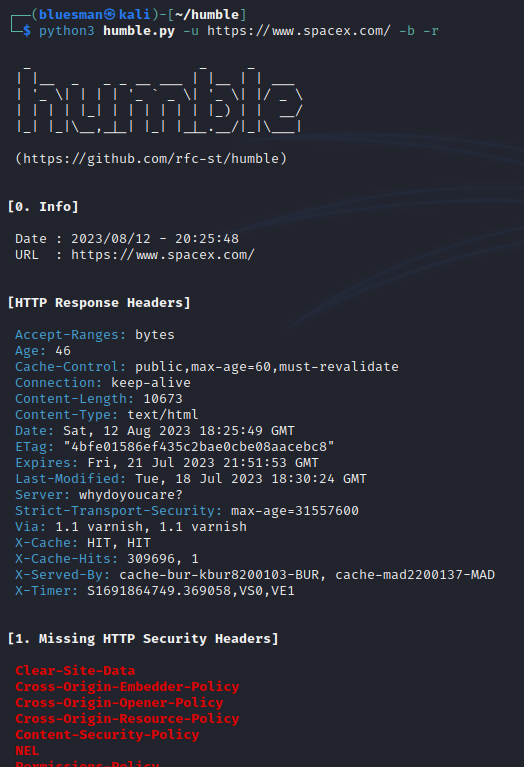 (bluesman㉿kali)-[~/humble]
$ python3 humble.py -u https://www.spacex.com/ -b -r
humble
(https://github.com/rfc-st/humble)
[0. Info]
Date : 2023/08/12 - 20:25:48
URL  : https://www.spacex.com/
[HTTP Response Headers]
Accept-Ranges: bytes
Age: 46
Cache-Control: public,max-age=60,must-revalidate
Connection: keep-alive
Content-Length: 10673
Content-Type: text/html
Date: Sat, 12 Aug 2023 18:25:49 GMT
ETag: "4bfe01586ef435c2bae0cbe08aacebc8"
Expires: Fri, 21 Jul 2023 21:51:53 GMT
Last-Modified: Tue, 18 Jul 2023 18:30:24 GMT
Server: whydoyoucare?
Strict-Transport-Security: max-age=31557600
Via: 1.1 varnish, 1.1 varnish
X-Cache: HIT, HIT
X-Cache-Hits: 309696, 1
X-Served-By: cache-bur-kbur8200103-BUR, cache-mad2200137-MAD
X-Timer: S1691864749.369058,VS0,VE1
[1. Missing HTTP Security Headers]
Clear-Site-Data
Cross-Origin-Embedder-Policy
Cross-Origin-Opener-Policy
Cross-Origin-Resource-Policy
Content-Security-Policy
NEL
Permissions-Policy